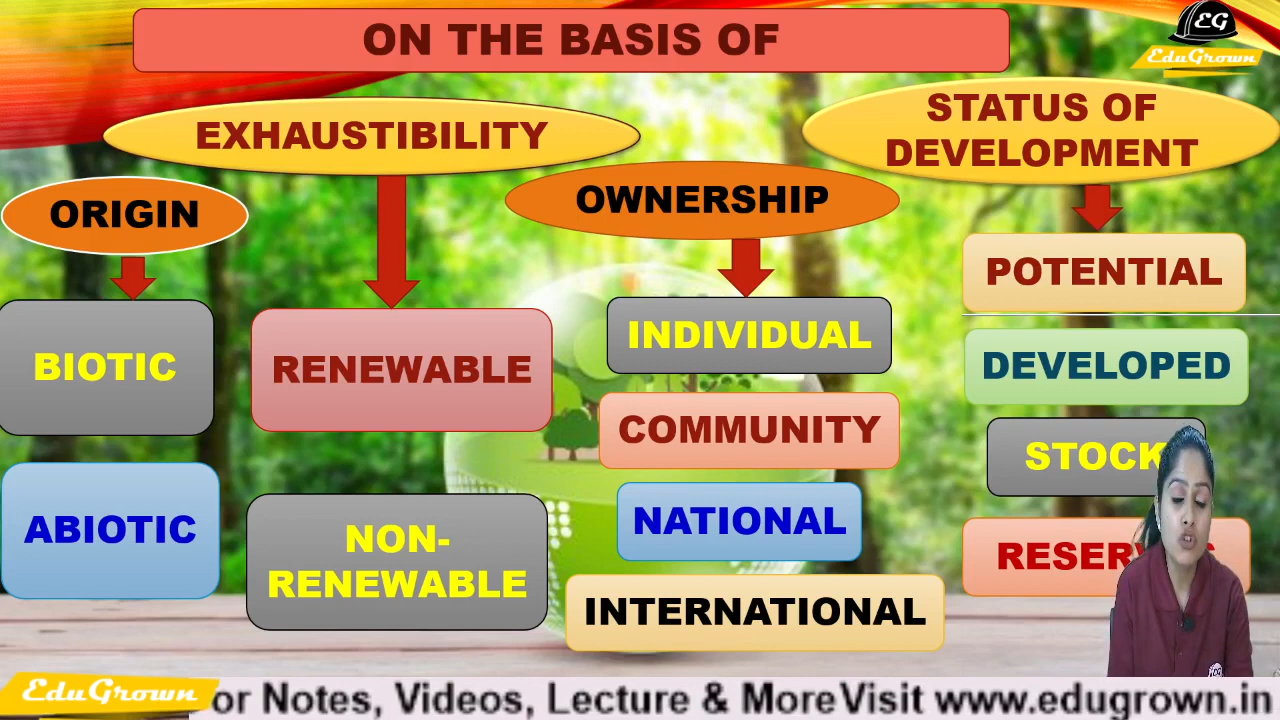 ON THE BASIS OF
EG
EduGrown
EXHAUSTIBILITY
STATUS OF
DEVELOPMENT
ORIGIN
OWNERSHIP
BIOTIC
ABIOTIC
RENEWABLE
NON-
RENEWABLE
INDIVIDUAL
COMMUNITY
NATIONAL
INTERNATIONAL
POTENTIAL
DEVELOPED
STOCK
EduGrown
or Notes, Videos, Lecture & More Visit www.edugrown.in